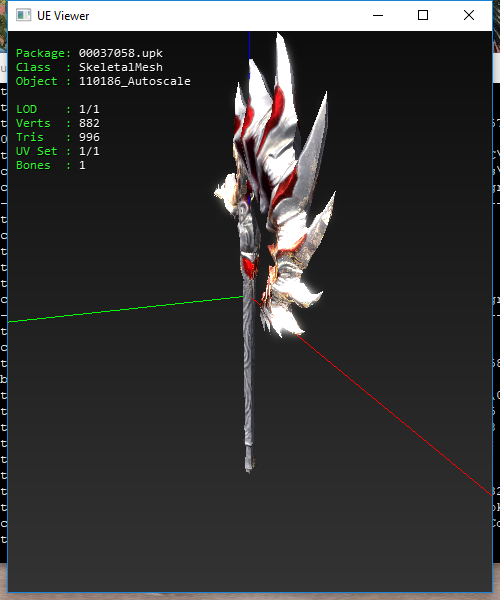 UE Viewer
Package: 00037058.upk
Class : SkeletalMesh
Object : 110186_Autoscale
LOD : 1/1
Verts : 882
Tris : 996
UV Set : 1/1
Bones : 1